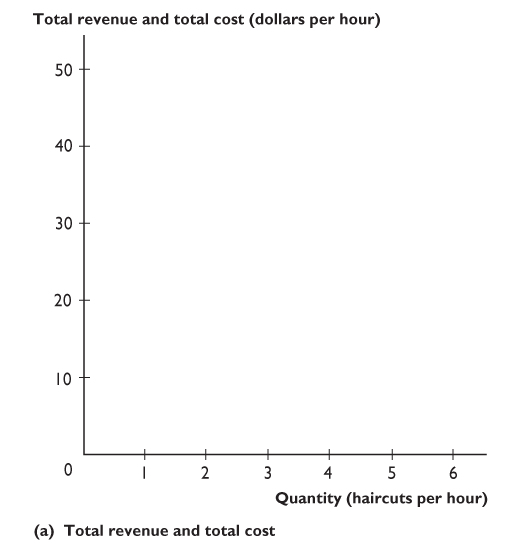 Total revenue and total cost (dollars per hour)
50
40
30
20
10
0
1 2 3 4 5 6
Quantity (haircuts per hour)
(a) Total revenue and total cost